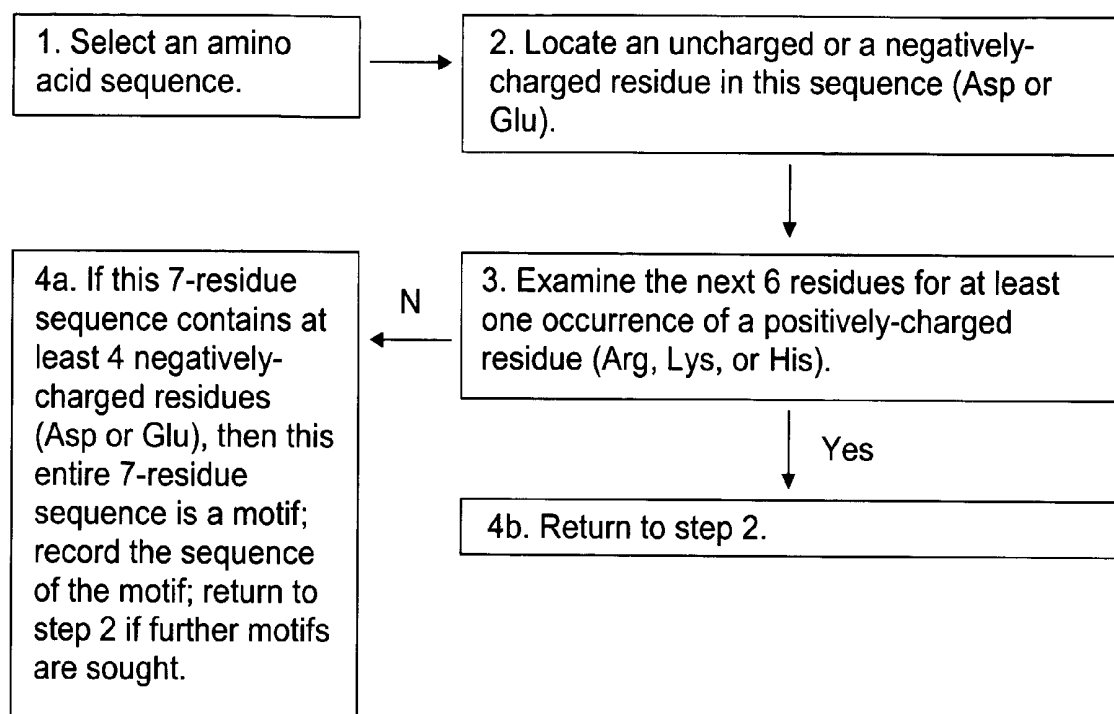 1. Select an amino
acid sequence.
2. Locate an uncharged or a negatively-
charged residue in this sequence (Asp or
Glu).
3. Examine the next 6 residues for at least
one occurrence of a positively-charged
residue (Arg, Lys, or His).
N
4a. If this 7-residue
sequence contains at
least 4 negatively-
charged residues
(Asp or Glu), then this
entire 7-residue
sequence is a motif;
record the sequence
of the motif; return to
step 2 if further motifs
are sought.
Yes
4b. Return to step 2.